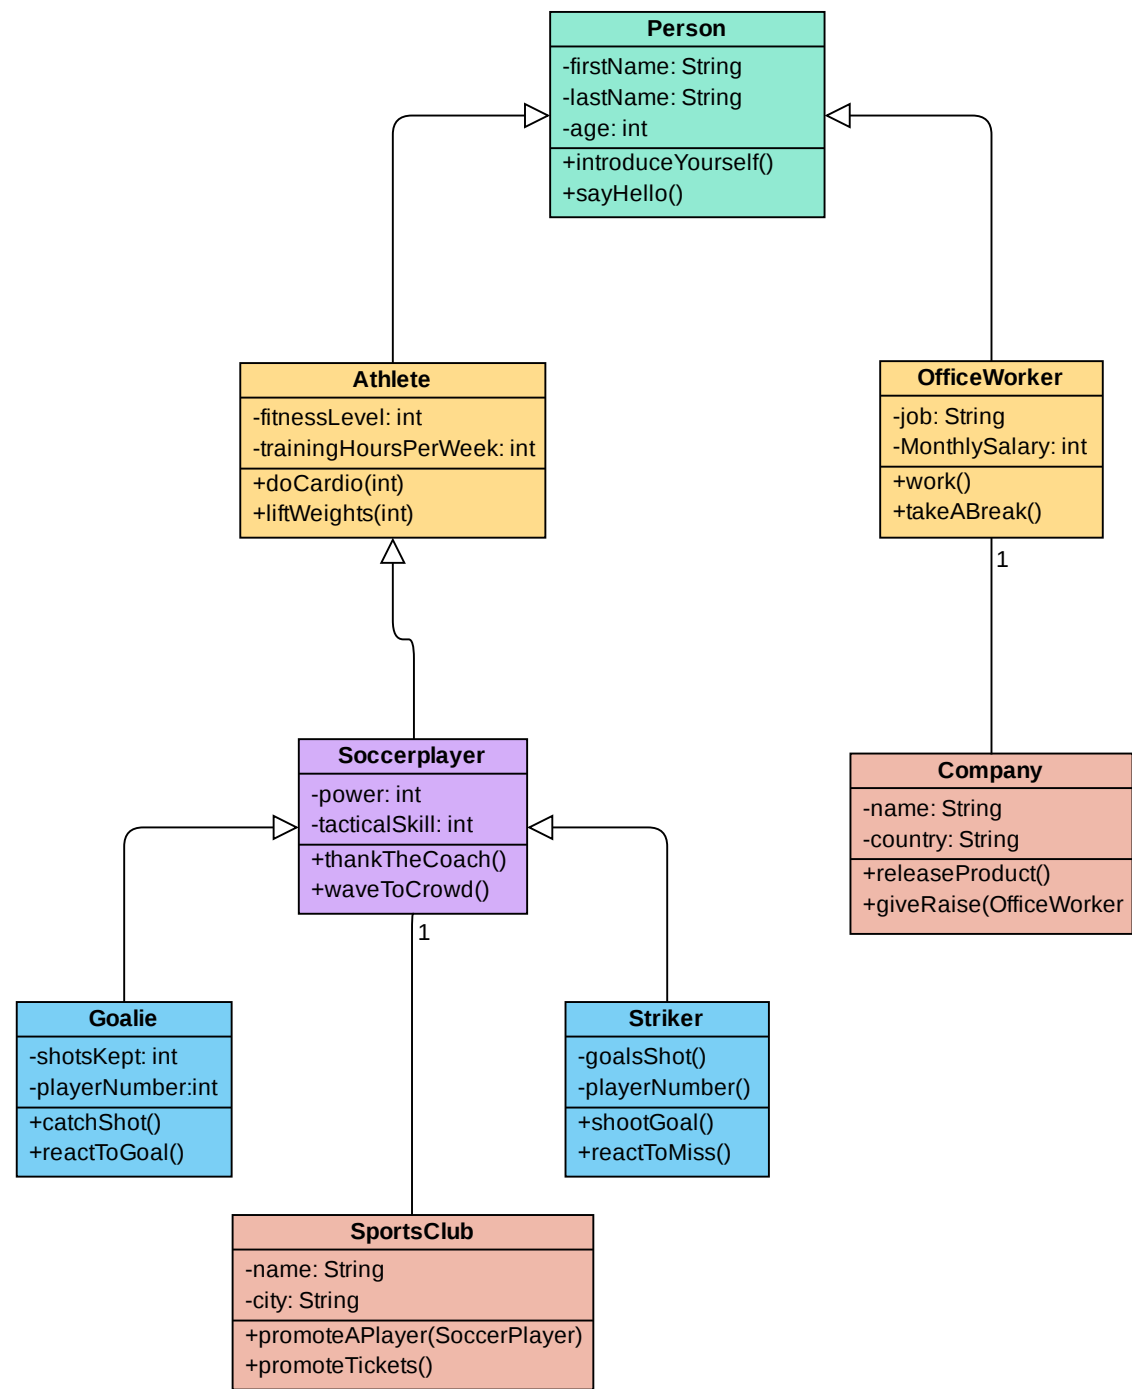 Person
-firstName: String
-lastName: String
-age: int
+introduceYourself()
+sayHello()
Athlete
-fitnessLevel: int
-trainingHoursPerWeek: int
+doCardio(int)
+liftWeights(int)
OfficeWorker
-job: String
-MonthlySalary: int
+work()
+takeABreak()
1
Soccerplayer
-power: int
-tacticalSkill: int
+thankTheCoach()
+waveToCrowd()
1
Company
-name: String
-country: String
+releaseProduct()
+giveRaise(OfficeWorker
Goalie
-shotsKept: int
-playerNumber:int
+catchShot()
+reactToGoal()
Striker
-goalsShot()
-playerNumber()
+shootGoal()
+reactToMiss()
SportsClub
-name: String
-city: String
+promoteAPlayer(SoccerPlayer)
+promoteTickets()